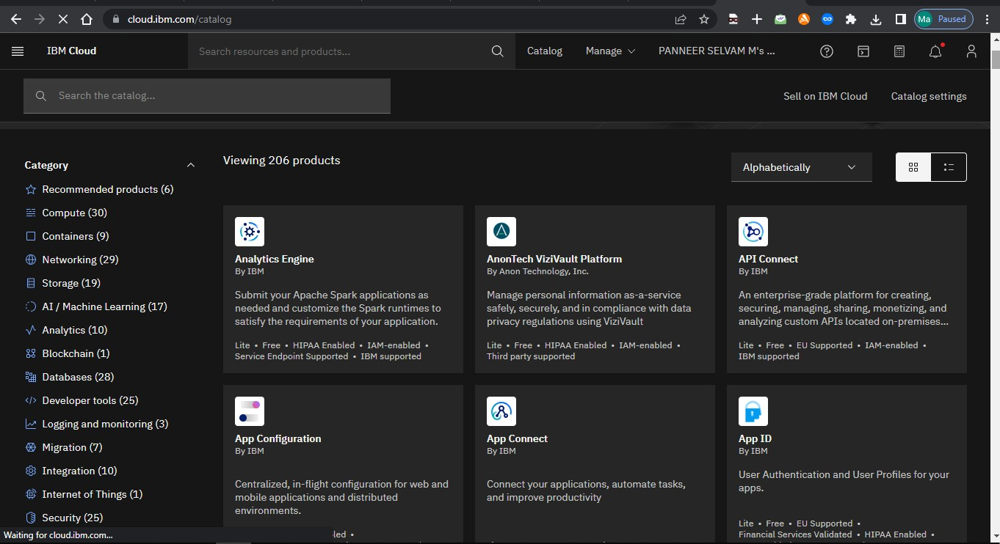 cloud.ibm.com/catalog
Ma Paused
IBM Cloud
Search resources and products...
Catalog
Manage
PANNEER SELVAM M's ...
Search the catalog...
Sell on IBM Cloud
Catalog settings
Category
Recommended products (6)
Compute (30)
Containers (9)
Networking (29)
Storage (19)
AI / Machine Learning (17)
Analytics (10)
Blockchain (1)
Databases (28)
Developer tools (25)
Logging and monitoring (3)
Migration (7)
Integration (10)
Internet of Things (1)
Security (25)
Viewing 206 products
Alphabetically
Analytics Engine
By IBM
Submit your Apache Spark applications as
needed and customize the Spark runtimes to
satisfy the requirements of your application.
Lite • Free • HIPAA Enabled • IAM-enabled •
Service Endpoint Supported • IBM supported
AnonTech ViziVault Platform
By Anon Technology, Inc.
Manage personal information as-a-service
safely, securely, and in compliance with data
privacy regulations using ViziVault
Lite • Free • HIPAA Enabled • IAM-enabled •
Third party supported
API Connect
By IBM
An enterprise-grade platform for creating,
securing, managing, sharing, monetizing, and
analyzing custom APIs located on-premises...
Lite • Free • EU Supported • IAM-enabled •
IBM supported
App Configuration
By IBM
Centralized, in-flight configuration for web and
mobile applications and distributed
environments.
App Connect
By IBM
Connect your applications, automate tasks,
and improve productivity
App ID
By IBM
User Authentication and User Profiles for your
apps.
Lite • Free • EU Supported •
Financial Services Validated • HIPAA Enabled •
Waiting for cloud.ibm.com...